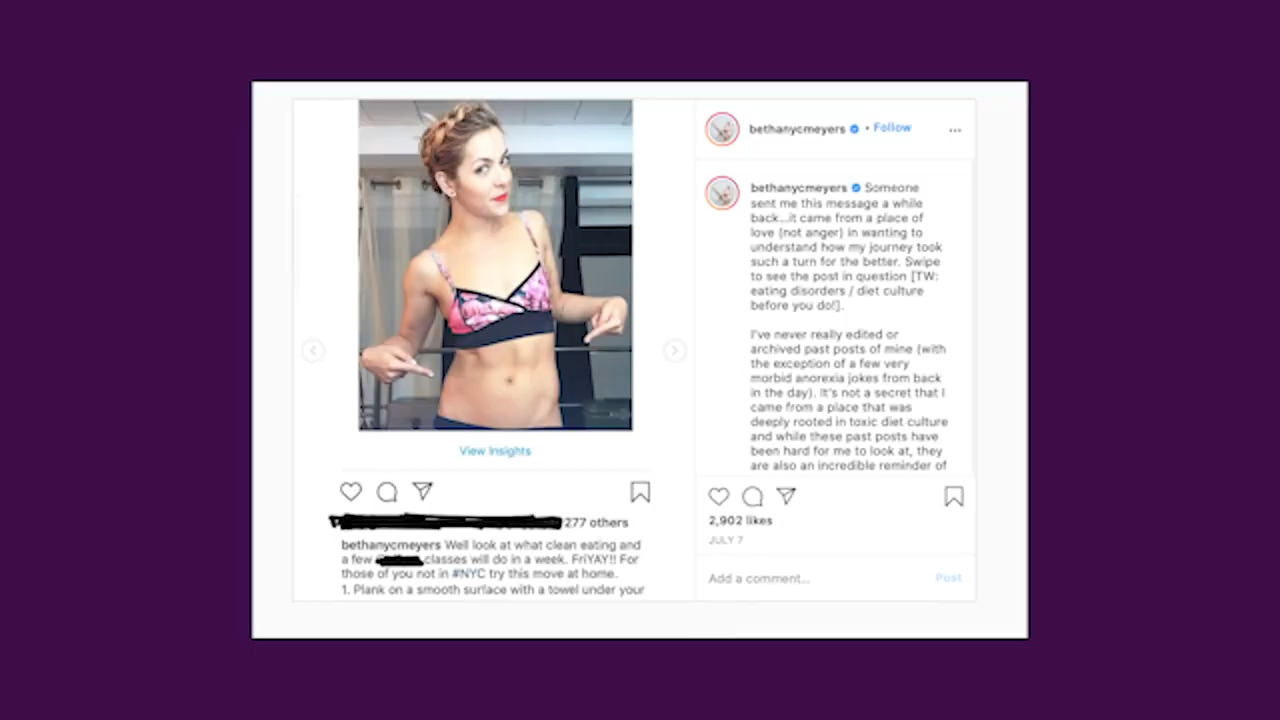 View Insights
277 others
bethanycmeyers Well look at what clean eating and
a few classes will do in a week. FriYAY!! For
those of you not in #NYC try this move at home.
1. Plank on a smooth surface with a towel under your
bethanycmeyers • Follow
bethanycmeyers Someone
sent me this message a while
back...it came from a place of
love (not anger) in wanting to
understand how my journey took
such a turn for the better. Swipe
to see the post in question [TW:
eating disorders / diet culture
before you do!].
I've never really edited or
archived past posts of mine (with
the exception of a few very
morbid anorexia jokes from back
in the day). It's not a secret that I
came from a place that was
deeply rooted in toxic diet culture
and while these past posts have
been hard for me to look at, they
are also an incredible reminder of
2,902 likes
JULY 7
Add a comment... Post